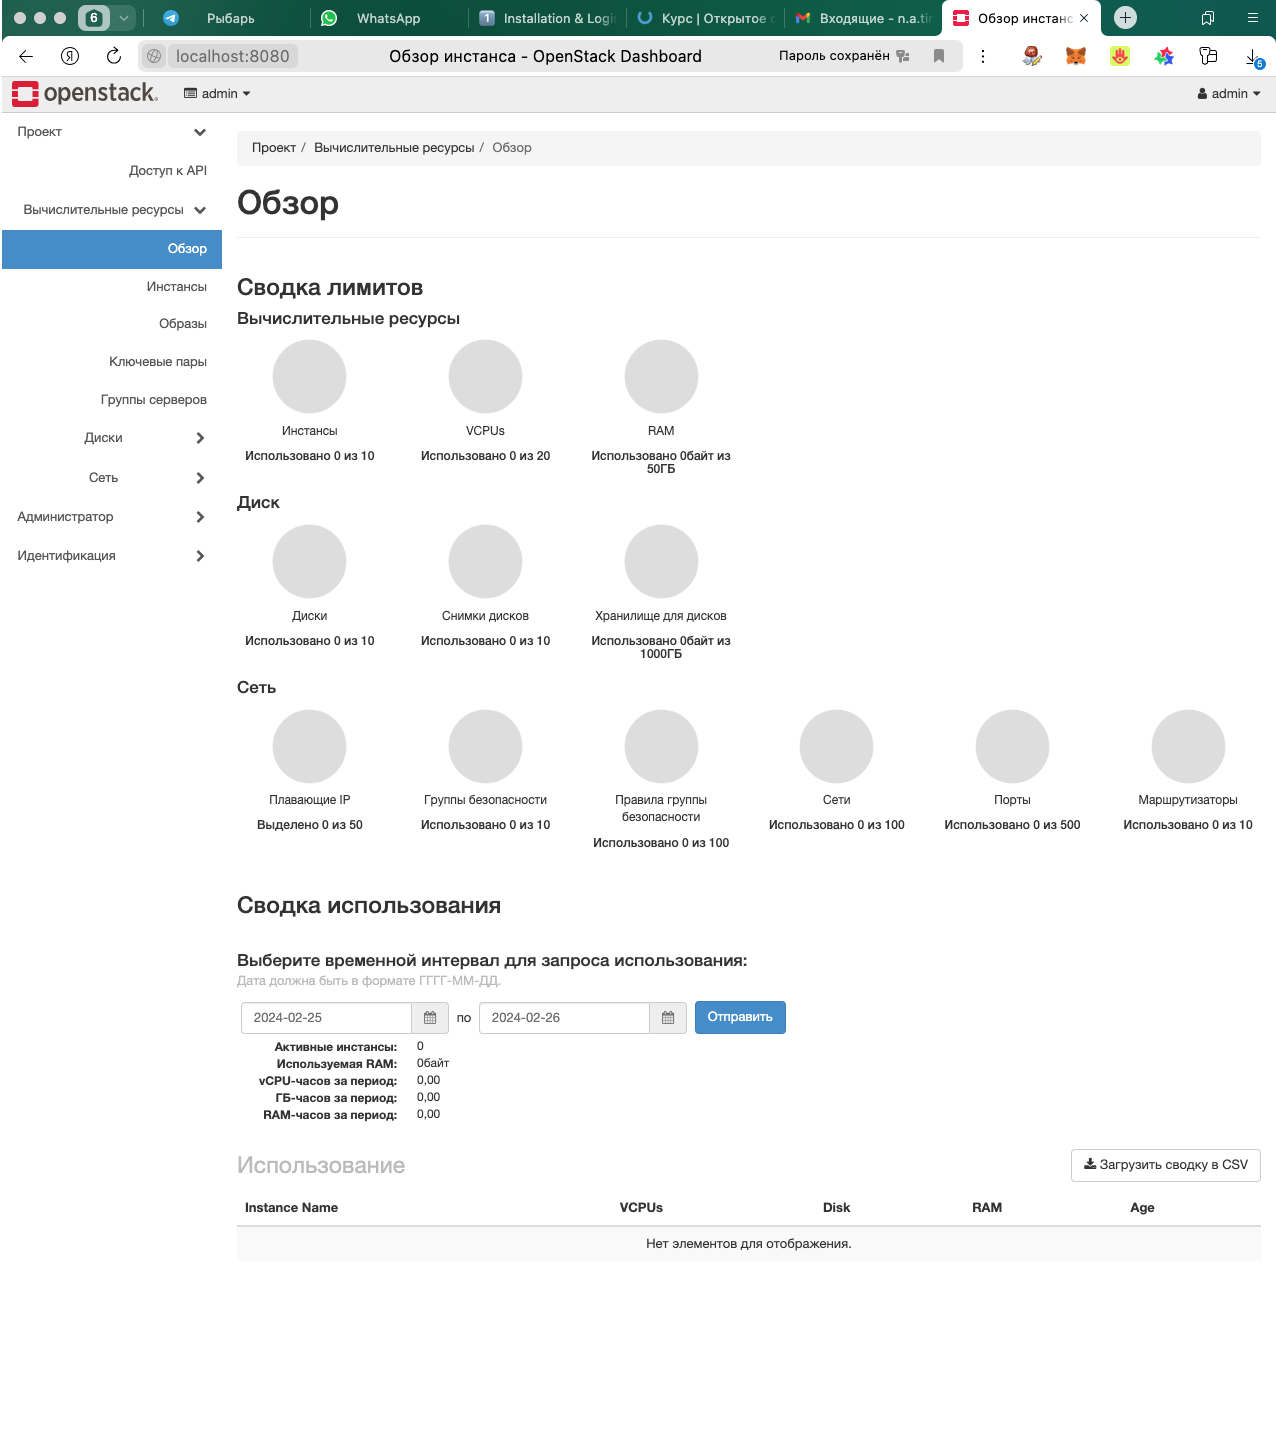 6
Рыбарь
WhatsApp
1
Installation & Logi
Курс | Открытое
Входящие - n.a.ti
Обзор инстанс
Я
localhost:8080
Обзор инстанса - OpenStack Dashboard
Пароль сохранён
5
openstack.
admin
admin
Проект
Доступ к API
Вычислительные ресурсы
Обзор
Инстансы
Образы
Ключевые пары
Группы серверов
Диски
Сеть
Администратор
Идентификация
Проект / Вычислительные ресурсы / Обзор
Обзор
Сводка лимитов
Вычислительные ресурсы
Инстансы
Использовано 0 из 10
VCPUs
Использовано 0 из 20
RAM
Использовано 0байт из
50ГБ
Диск
Диски
Использовано 0 из 10
Снимки дисков
Использовано 0 из 10
Хранилище для дисков
Использовано 0байт из
1000ГБ
Сеть
Плавающие IP
Выделено 0 из 50
Группы безопасности
Использовано 0 из 10
Правила группы
безопасности
Использовано 0 из 100
Сети
Использовано 0 из 100
Порты
Использовано 0 из 500
Маршрутизаторы
Использовано 0 из 10
Сводка использования
Выберите временной интервал для запроса использования:
Дата должна быть в формате ГГГГ-ММ-ДД.
2024-02-25 по 2024-02-26 Отправить
Активные инстансы: 0
Используемая RAM: 0байт
vCPU-часов за период: 0,00
ГБ-часов за период: 0,00
RAM-часов за период: 0,00
Использование
Загрузить сводку в CSV
Instance Name VCPUs Disk RAM Age
Нет элементов для отображения.